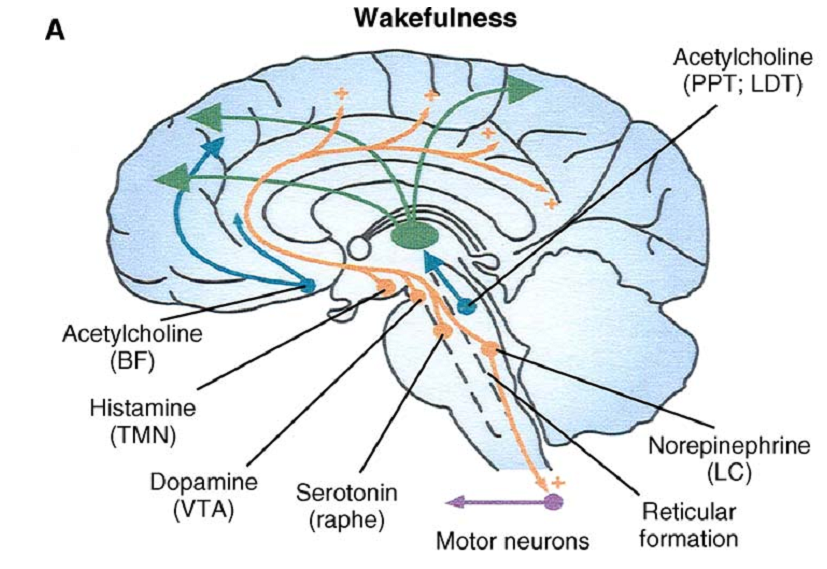 A
Wakefulness
Acetylcholine
(PPT; LDT)
+
+
+
+
Acetylcholine
(BF)
Histamine
(TMN)
Dopamine
(VTA)
Serotonin
(raphe)
+
Motor neurons
Norepinephrine
(LC)
Reticular
formation